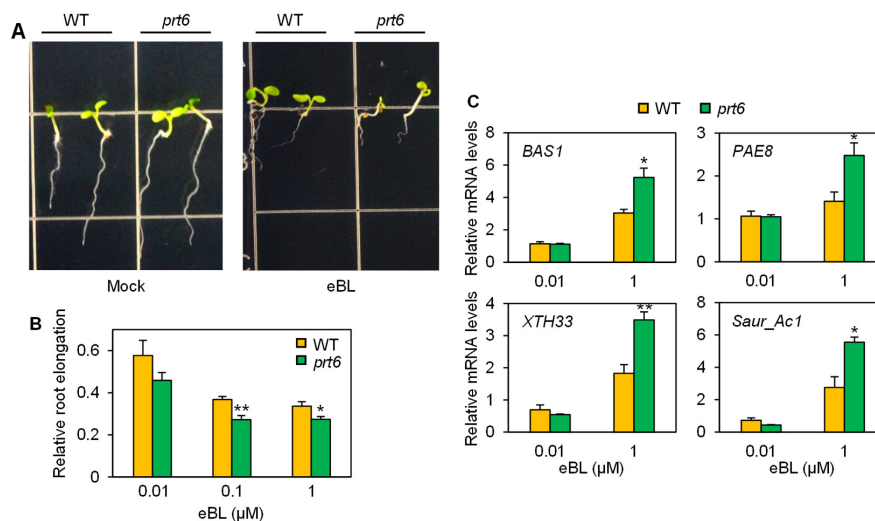 A
WT
prt6
WT
prt6
Mock
eBL
B
Relative root elongation
0.6
0.4
0.2
0
WT
prt6
**
*
0.01
0.1
1
eBL (µM)
C
WT
prt6
Relative mRNA levels
8
6
4
2
0
BAS1
*
0.01
1
3
2
1
0
PAE8
*
0.01
1
Relative mRNA levels
4
3
2
1
0
XTH33
**
0.01
1
eBL (µM)
8
6
4
2
0
Saur_Ac1
*
0.01
1
eBL (µM)